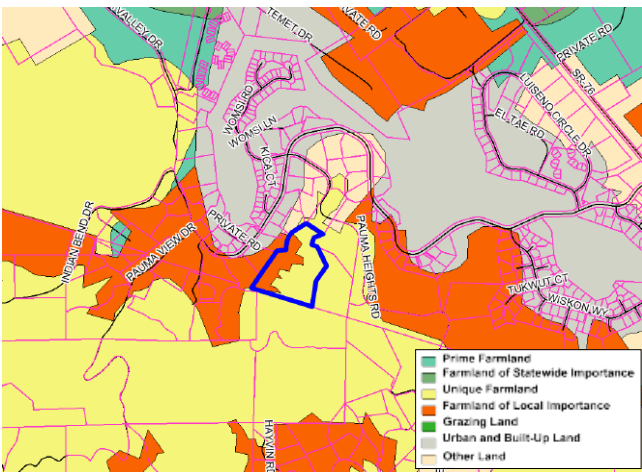 VALLEY DR
TEMET DR
VATE RD
PRIVATE RD
SR-76
LUISENO CIRCLE DR
EL TAE RD
WOMSI RD
WOMSI LN
KICA CT
PRIVATE RD
INDIAN BEND DR
PAUMA VIEW DR
PAUMA HEIGHTS RD
TUKWUT CT
WISKON WY
HAYVIN RD
Prime Farmland
Farmland of Statewide Importance
Unique Farmland
Farmland of Local Importance
Grazing Land
Urban and Built-Up Land
Other Land